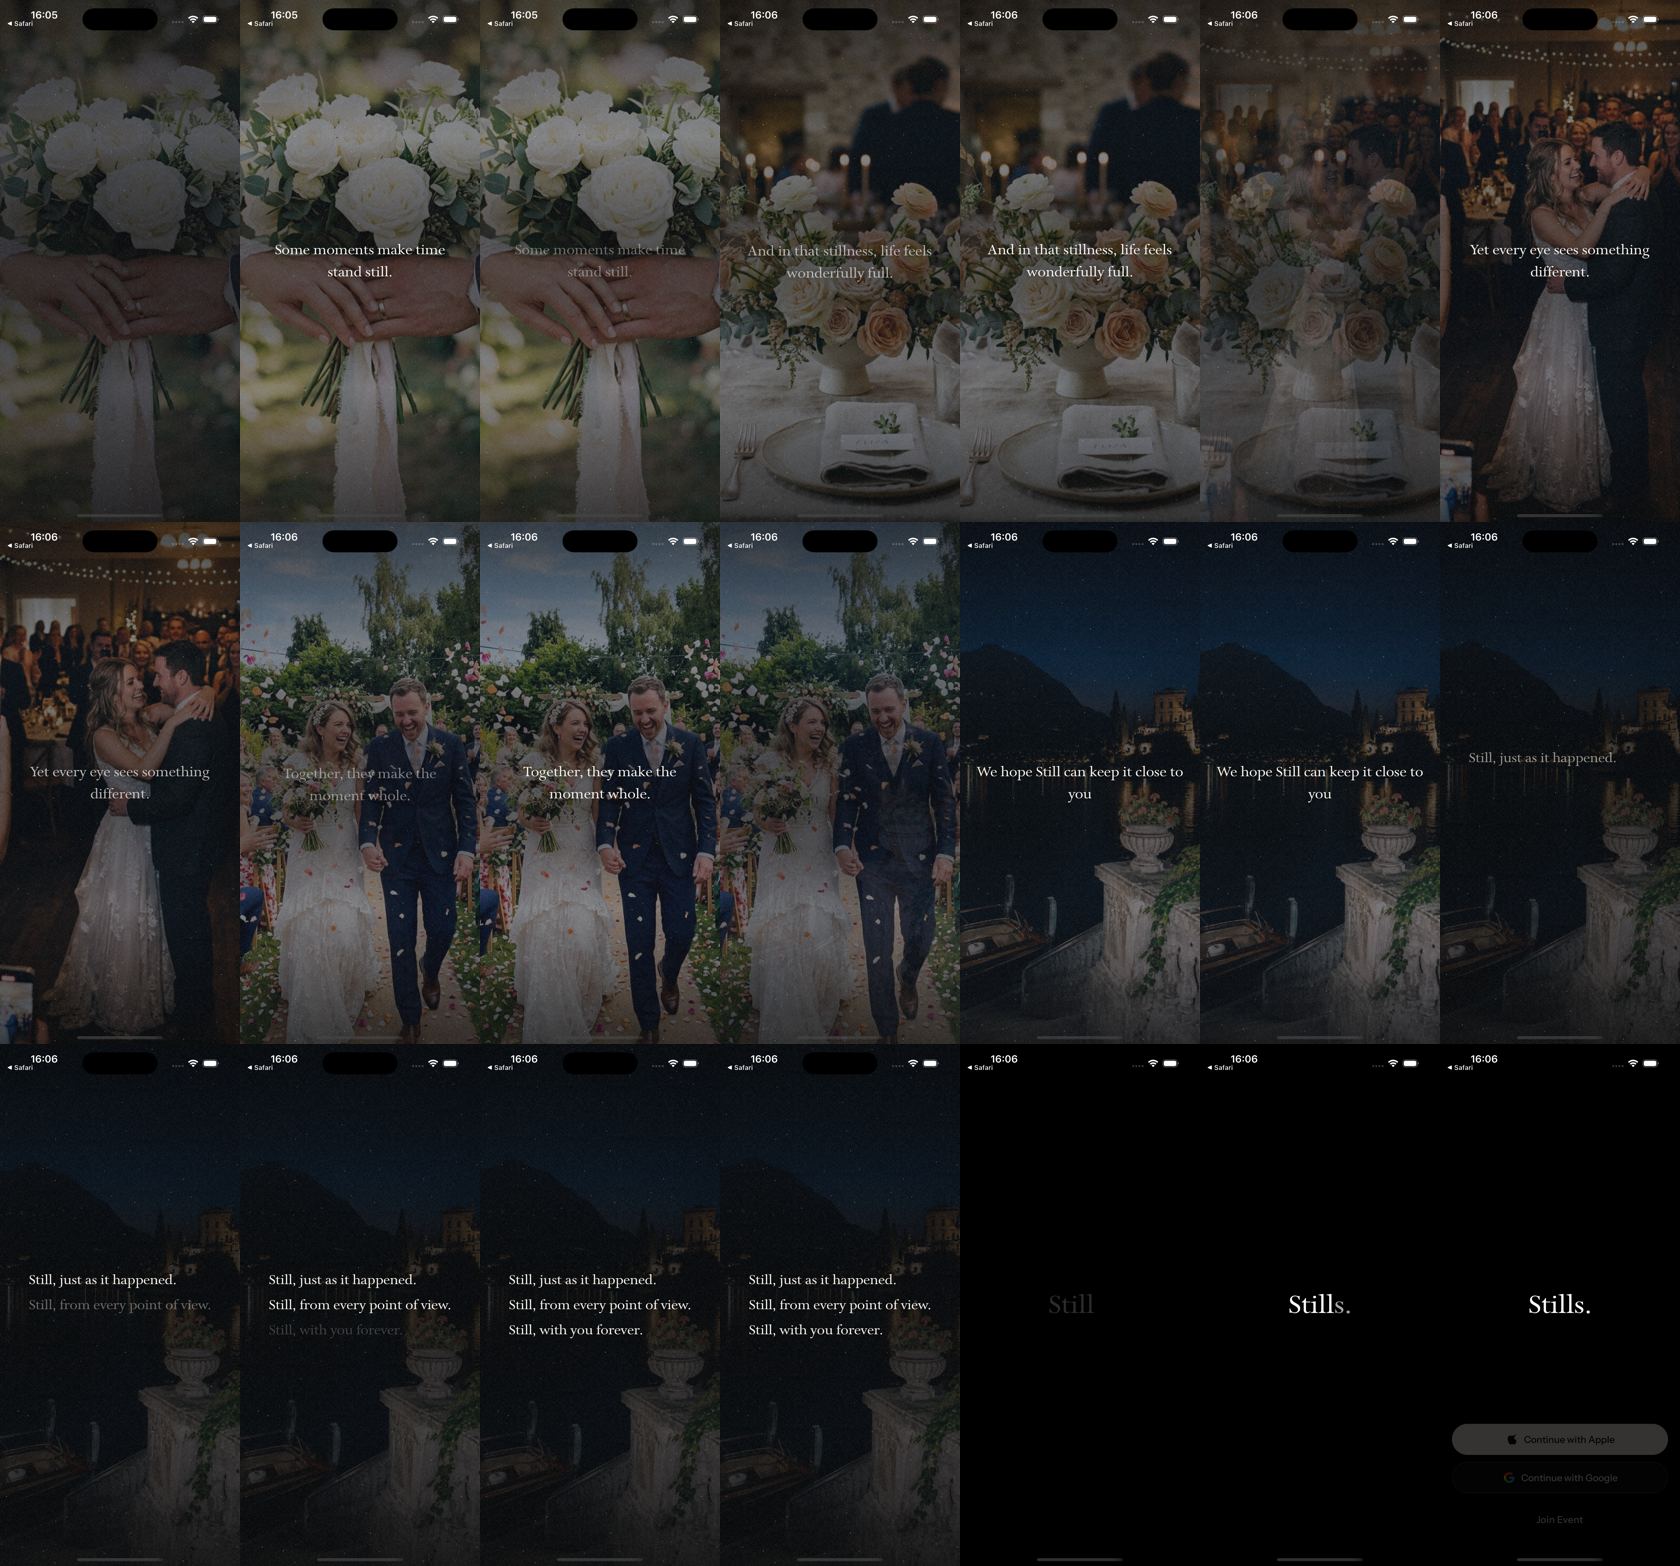 16:05
Safari
16:05
Safari
Some moments make time
stand still.
16:05
Safari
Some moments make time
stand still.
16:06
Safari
And in that stillness, life feels
wonderfully full.
16:06
Safari
And in that stillness, life feels
wonderfully full.
16:06
Safari
16:06
Safari
Yet every eye sees something
different.
16:06
Safari
Yet every eye sees something
different.
16:06
Safari
Together, they make the
moment whole.
16:06
Safari
Together, they make the
moment whole.
16:06
Safari
16:06
Safari
We hope Still can keep it close to
you
16:06
Safari
We hope Still can keep it close to
you
16:06
Safari
Still, just as it happened.
16:06
Safari
Still, just as it happened.
Still, from every point of view.
16:06
Safari
Still, just as it happened.
Still, from every point of view.
Still, with you forever.
16:06
Safari
Still, just as it happened.
Still, from every point of view.
Still, with you forever.
16:06
Safari
Still, just as it happened.
Still, from every point of view.
Still, with you forever.
16:06
Safari
Still
16:06
Safari
Stills.
16:06
Safari
Stills.
Continue with Apple
Continue with Google
Join Event